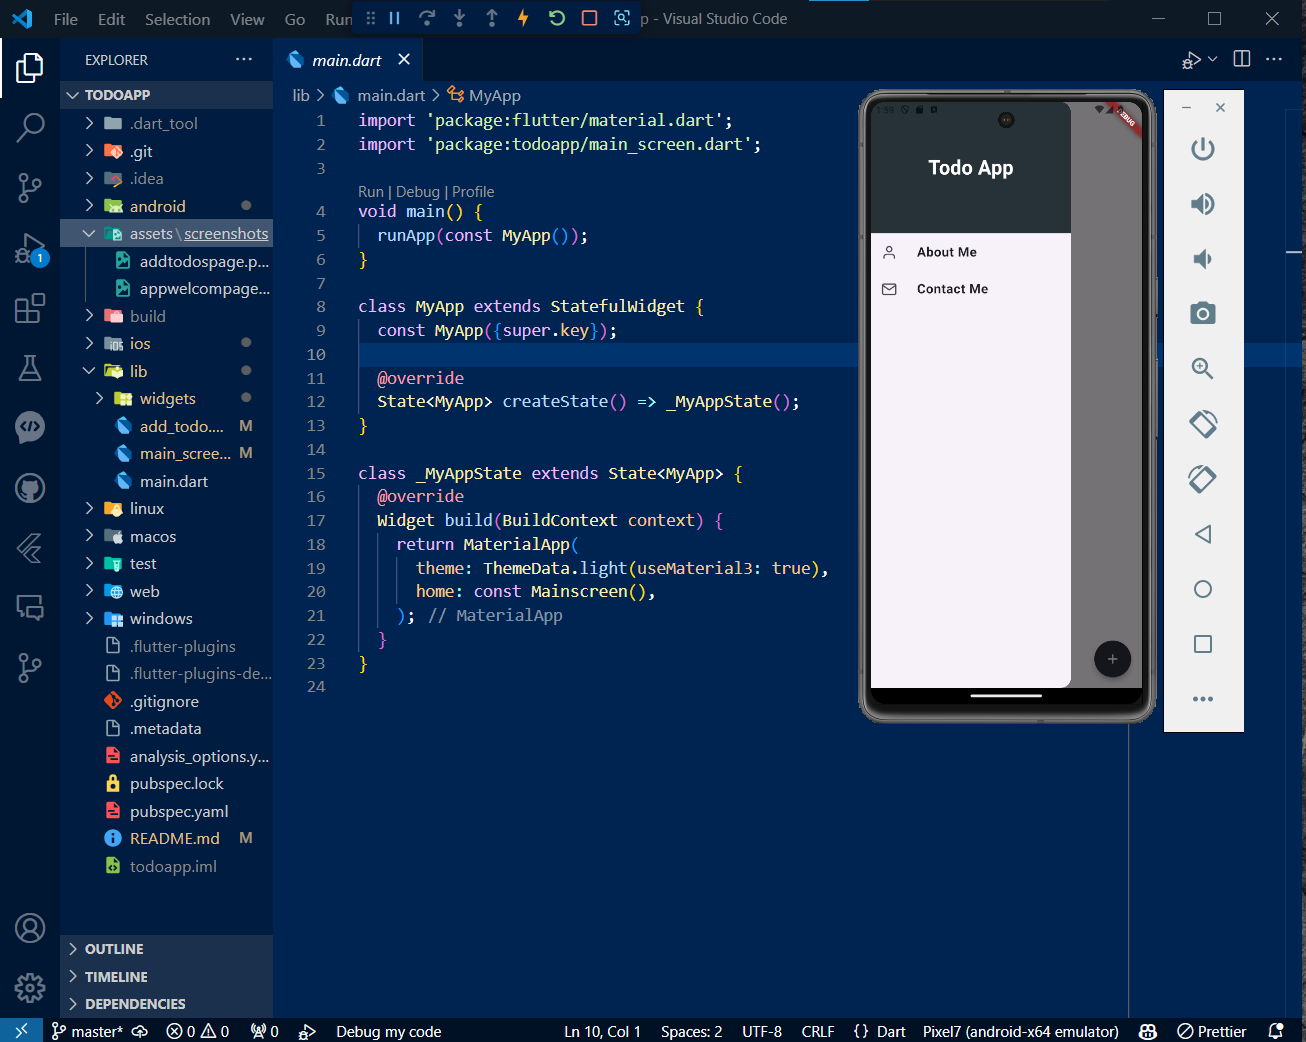 File Edit Selection View Go Run
p - Visual Studio Code
EXPLORER
TODOAPP
.dart_tool
.git
.idea
android
assets\screenshots
addtodospage.p...
appwelcompage...
build
ios
lib
widgets
add_todo.... M
main_scree... M
main.dart
linux
macos
test
web
windows
.flutter-plugins
.flutter-plugins-de...
.gitignore
.metadata
analysis_options.y...
pubspec.lock
pubspec.yaml
README.md M
todoapp.iml
OUTLINE
TIMELINE
DEPENDENCIES
1
main.dart
lib > main.dart > MyApp
1 import 'package:flutter/material.dart';
2 import 'package:todoapp/main_screen.dart';
3
Run | Debug | Profile
4 void main() {
5 runApp(const MyApp());
6 }
7
8 class MyApp extends StatefulWidget {
9 const MyApp({super.key});
10
11 @override
12 State<MyApp> createState() => _MyAppState();
13 }
14
15 class _MyAppState extends State<MyApp> {
16 @override
17 Widget build(BuildContext context) {
18 return MaterialApp(
19 theme: ThemeData.light(useMaterial3: true),
20 home: const Mainscreen(),
21 ); // MaterialApp
22 }
23 }
24
1:59
Todo App
About Me
Contact Me
master* 0 0 0 Debug my code Ln 10, Col 1 Spaces: 2 UTF-8 CRLF { } Dart Pixel7 (android-x64 emulator) Prettier